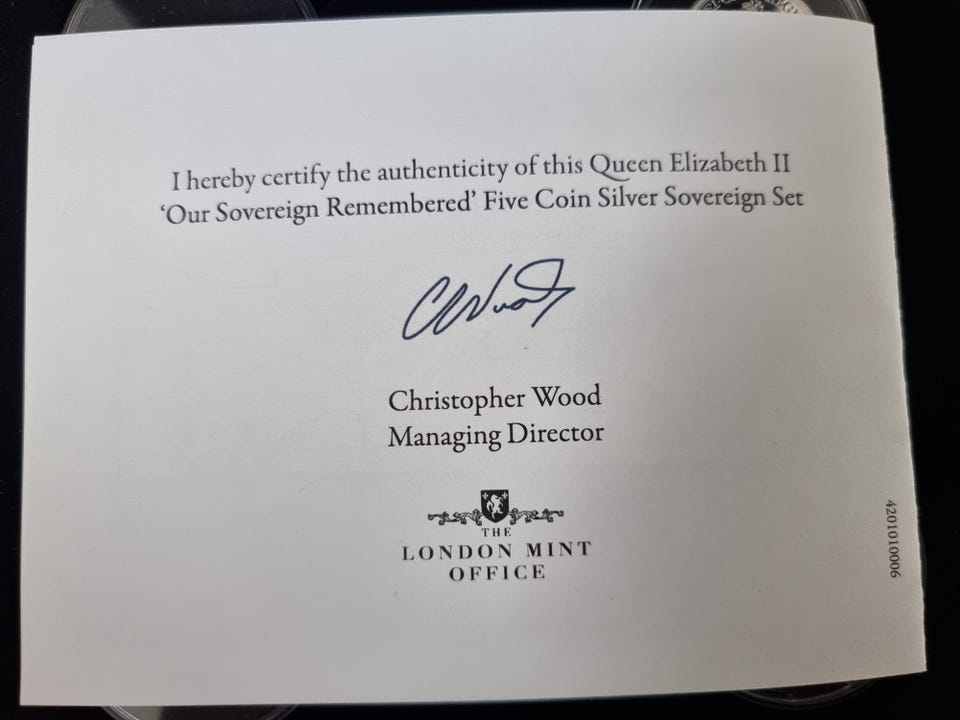 I hereby certify the authenticity of this Queen Elizabeth II
‘Our Sovereign Remembered’ Five Coin Silver Sovereign Set
CWood
Christopher Wood
Managing Director
THE
LONDON MINT
OFFICE
4201010006